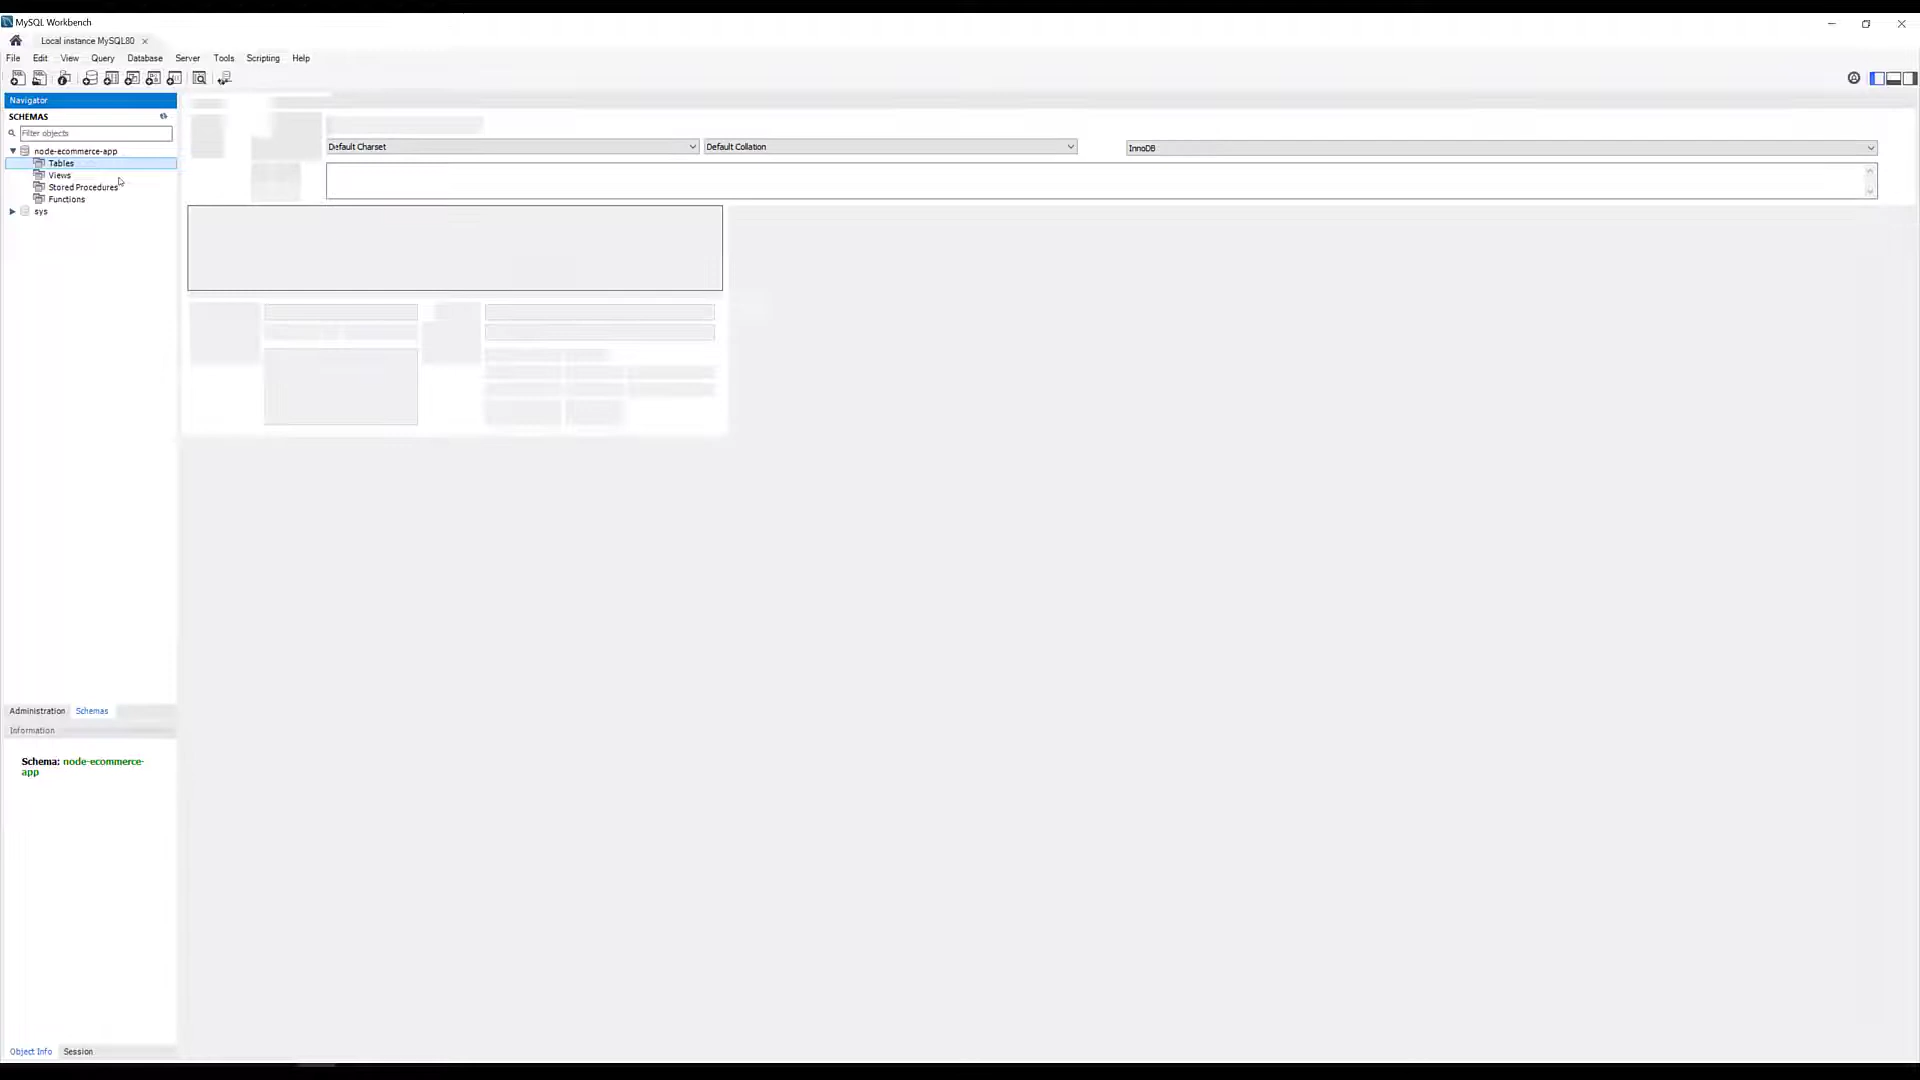 MySQL Workbench
Local instance MySQL80
File Edit View Query Database Server Tools Scripting Help
Navigator
SCHEMAS
Filter objects
node-ecommerce-app
Tables
Views
Stored Procedures
Functions
sys
Default Charset
Default Collation
InnoDB
Administration Schemas
Information
Schema: node-ecommerce-
app
Object Info Session